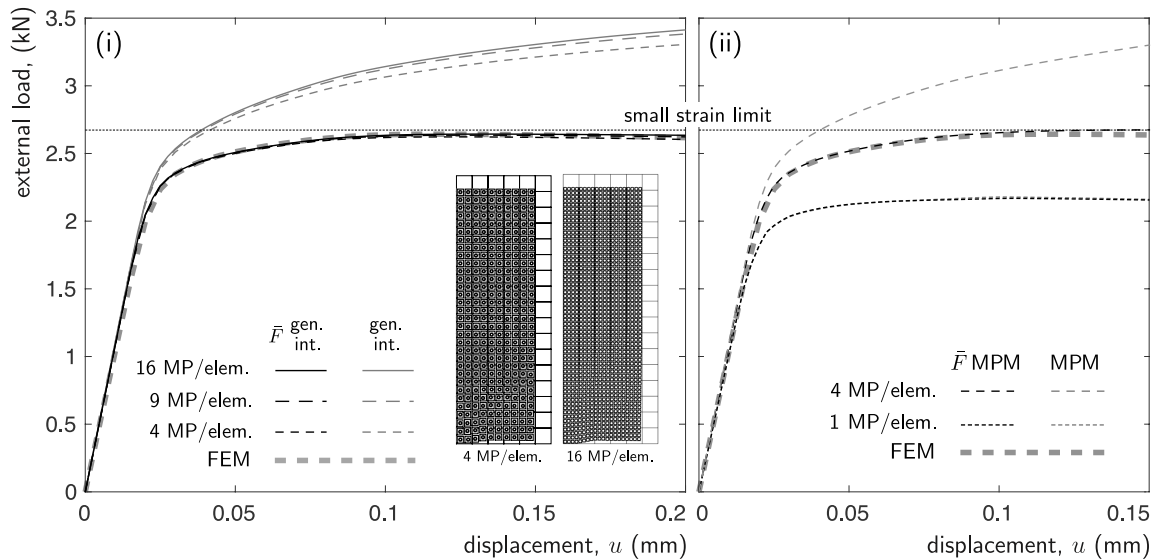 3.5
(i)
(ii)
3
small strain limit
2.5
2
1.5
1
0.5
0
external load, (kN)
F̄ gen. int.
gen. int.
16 MP/elem.
9 MP/elem.
4 MP/elem.
FEM
4 MP/elem.
16 MP/elem.
F̄ MPM
MPM
4 MP/elem.
1 MP/elem.
FEM
0
0.05
0.1
0.15
0.2
0
0.05
0.1
0.15
displacement, u (mm)
displacement, u (mm)